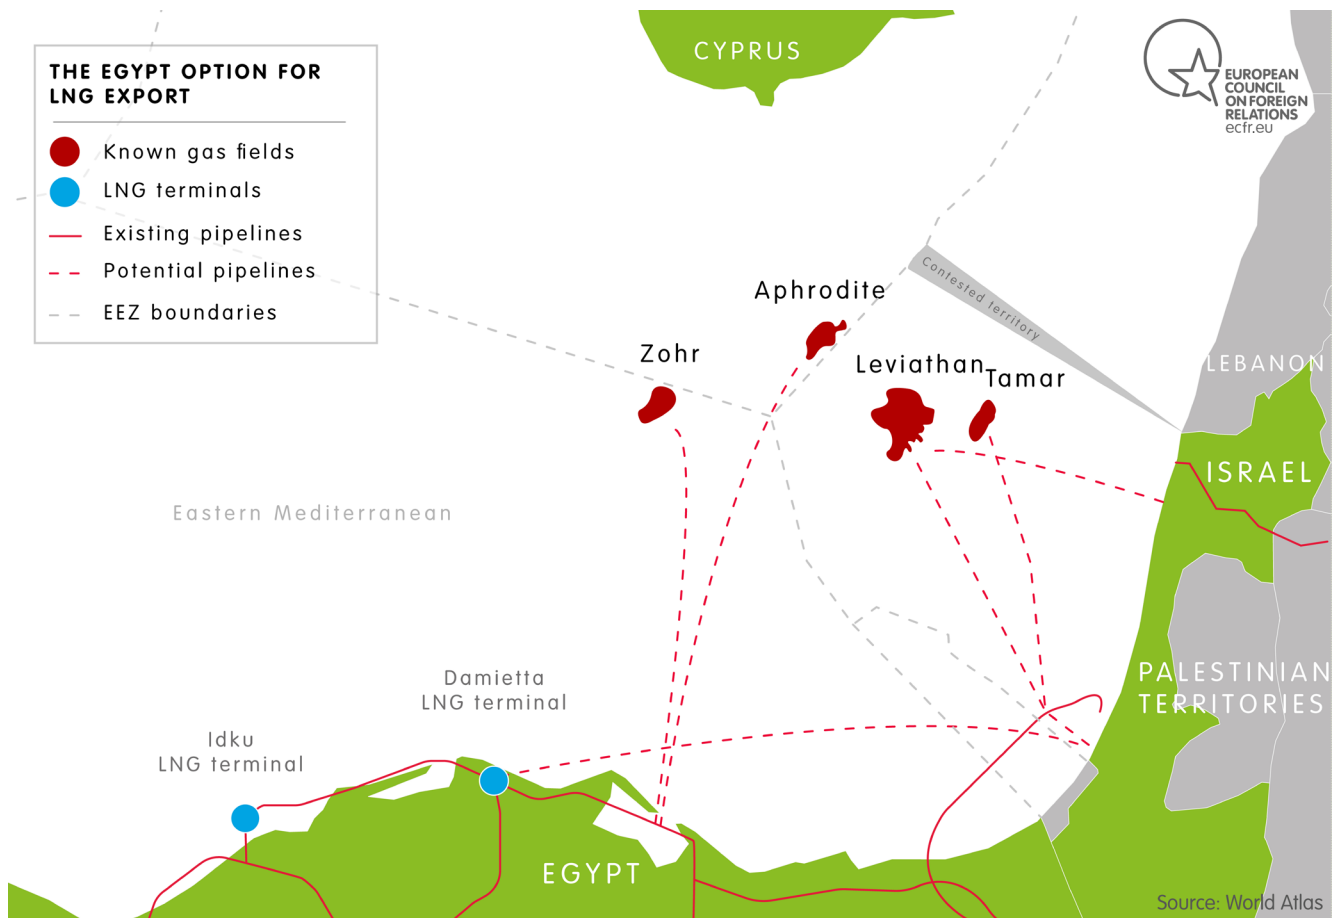 CYPRUS
THE EGYPT OPTION FOR
LNG EXPORT
Known gas fields
LNG terminals
Existing pipelines
Potential pipelines
EEZ boundaries
EUROPEAN
COUNCIL
ON FOREIGN
RELATIONS
ecfr.eu
Contested territory
Aphrodite
Zohr
Leviathan
Tamar
LEBANON
ISRAEL
Eastern Mediterranean
PALESTINIAN
TERRITORIES
Damietta
LNG terminal
Idku
LNG terminal
EGYPT
Source: World Atlas